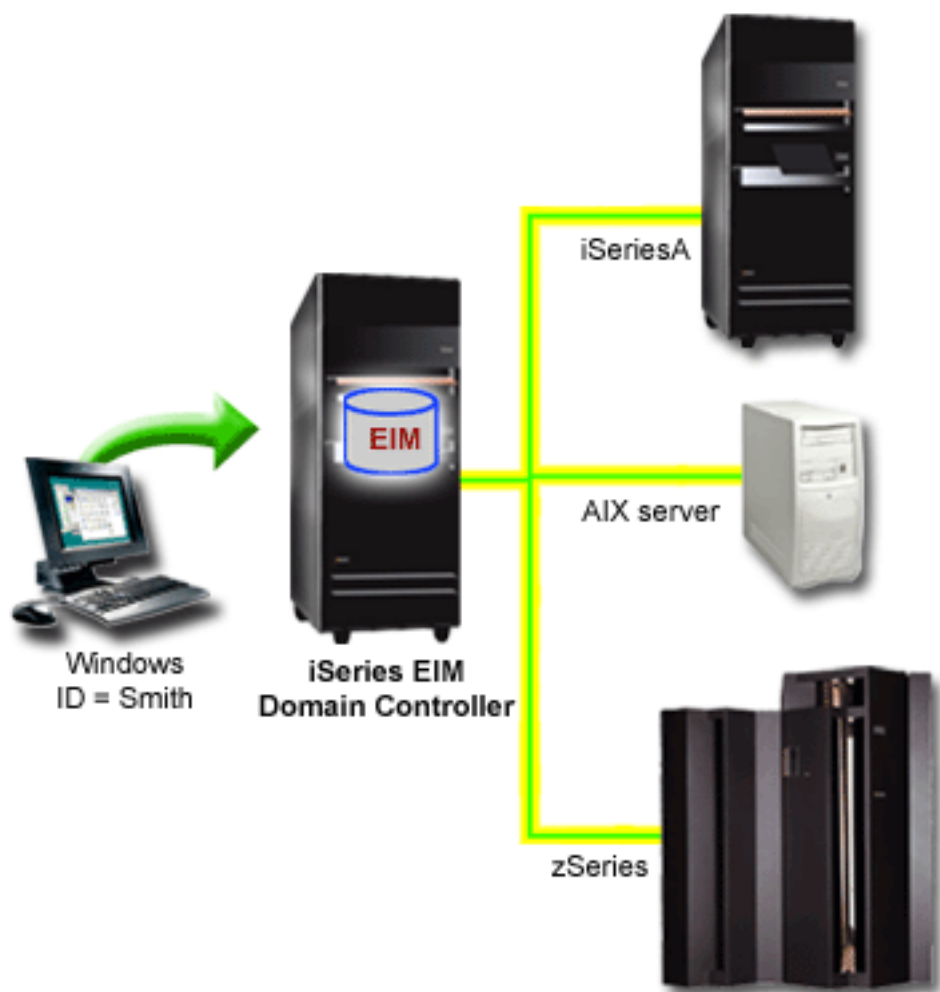 iSeriesA
EIM
AIX server
Windows
ID = Smith
iSeries EIM
Domain Controller
zSeries